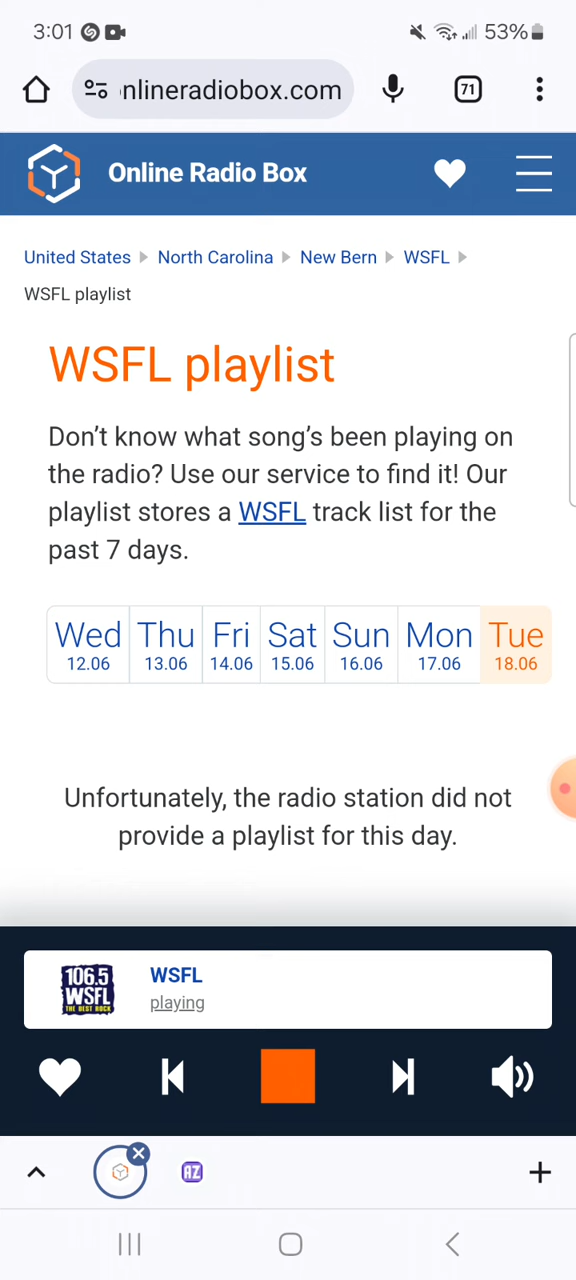 3:01 53%
nlineradiobox.com 71
Online Radio Box
United States North Carolina New Bern WSFL
WSFL playlist
WSFL playlist
Don't know what song's been playing on
the radio? Use our service to find it! Our
playlist stores a WSFL track list for the
past 7 days.
Wed Thu Fri Sat Sun Mon Tue
12.06 13.06 14.06 15.06 16.06 17.06 18.06
Unfortunately, the radio station did not
provide a playlist for this day.
106.5
WSFL
THE BEST ROCK
WSFL
playing
AZ